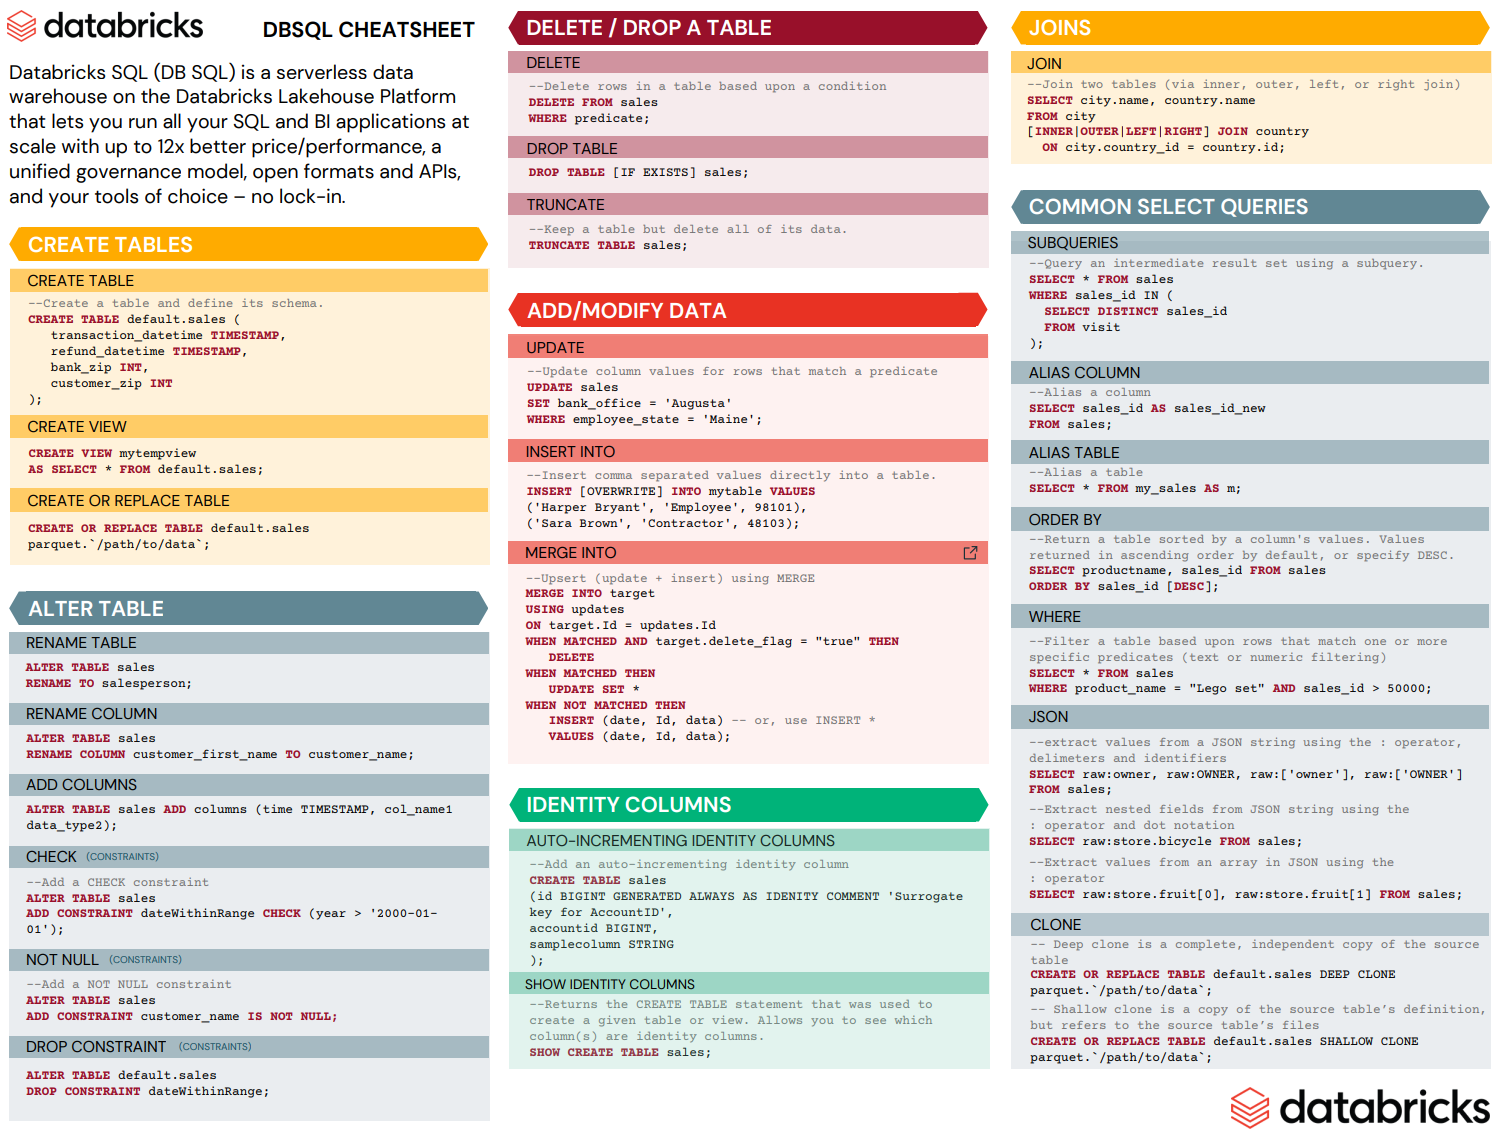 databricks
DBSQL CHEATSHEET
Databricks SQL (DB SQL) is a serverless data
warehouse on the Databricks Lakehouse Platform
that lets you run all your SQL and BI applications at
scale with up to 12x better price/performance, a
unified governance model, open formats and APIs,
and your tools of choice – no lock-in.
CREATE TABLES
CREATE TABLE
--Create a table and define its schema.
CREATE TABLE default.sales (
transaction_datetime TIMESTAMP,
refund_datetime TIMESTAMP,
bank_zip INT,
customer_zip INT
);
CREATE VIEW
CREATE VIEW mytempview
AS SELECT * FROM default.sales;
CREATE OR REPLACE TABLE
CREATE OR REPLACE TABLE default.sales
parquet.`/path/to/data`;
ALTER TABLE
RENAME TABLE
ALTER TABLE sales
RENAME TO salesperson;
RENAME COLUMN
ALTER TABLE sales
RENAME COLUMN customer_first_name TO customer_name;
ADD COLUMNS
ALTER TABLE sales ADD columns (time TIMESTAMP, col_name1
data_type2);
CHECK (CONSTRAINTS)
--Add a CHECK constraint
ALTER TABLE sales
ADD CONSTRAINT dateWithinRange CHECK (year > '2000-01-
01');
NOT NULL (CONSTRAINTS)
--Add a NOT NULL constraint
ALTER TABLE sales
ADD CONSTRAINT customer_name IS NOT NULL;
DROP CONSTRAINT (CONSTRAINTS)
ALTER TABLE default.sales
DROP CONSTRAINT dateWithinRange;
DELETE / DROP A TABLE
DELETE
--Delete rows in a table based upon a condition
DELETE FROM sales
WHERE predicate;
DROP TABLE
DROP TABLE [IF EXISTS] sales;
TRUNCATE
--Keep a table but delete all of its data.
TRUNCATE TABLE sales;
ADD/MODIFY DATA
UPDATE
--Update column values for rows that match a predicate
UPDATE sales
SET bank_office = 'Augusta'
WHERE employee_state = 'Maine';
INSERT INTO
--Insert comma separated values directly into a table.
INSERT [OVERWRITE] INTO mytable VALUES
('Harper Bryant', 'Employee', 98101),
('Sara Brown', 'Contractor', 48103);
MERGE INTO
--Upsert (update + insert) using MERGE
MERGE INTO target
USING updates
ON target.Id = updates.Id
WHEN MATCHED AND target.delete_flag = "true" THEN
DELETE
WHEN MATCHED THEN
UPDATE SET *
WHEN NOT MATCHED THEN
INSERT (date, Id, data) -- or, use INSERT *
VALUES (date, Id, data);
IDENTITY COLUMNS
AUTO-INCREMENTING IDENTITY COLUMNS
--Add an auto-incrementing identity column
CREATE TABLE sales
(id BIGINT GENERATED ALWAYS AS IDENITY COMMENT 'Surrogate
key for AccountID',
accountid BIGINT,
samplecolumn STRING
);
SHOW IDENTITY COLUMNS
--Returns the CREATE TABLE statement that was used to
create a given table or view. Allows you to see which
column(s) are identity columns.
SHOW CREATE TABLE sales;
JOINS
JOIN
--Join two tables (via inner, outer, left, or right join)
SELECT city.name, country.name
FROM city
[INNER|OUTER|LEFT|RIGHT] JOIN country
ON city.country_id = country.id;
COMMON SELECT QUERIES
SUBQUERIES
--Query an intermediate result set using a subquery.
SELECT * FROM sales
WHERE sales_id IN (
SELECT DISTINCT sales_id
FROM visit
);
ALIAS COLUMN
--Alias a column
SELECT sales_id AS sales_id_new
FROM sales;
ALIAS TABLE
--Alias a table
SELECT * FROM my_sales AS m;
ORDER BY
--Return a table sorted by a column's values. Values
returned in ascending order by default, or specify DESC.
SELECT productname, sales_id FROM sales
ORDER BY sales_id [DESC];
WHERE
--Filter a table based upon rows that match one or more
specific predicates (text or numeric filtering)
SELECT * FROM sales
WHERE product_name = "Lego set" AND sales_id > 50000;
JSON
--extract values from a JSON string using the : operator,
delimeters and identifiers
SELECT raw:owner, raw:OWNER, raw:['owner'], raw:['OWNER']
FROM sales;
--Extract nested fields from JSON string using the
: operator and dot notation
SELECT raw:store.bicycle FROM sales;
--Extract values from an array in JSON using the
: operator
SELECT raw:store.fruit[0], raw:store.fruit[1] FROM sales;
CLONE
-- Deep clone is a complete, independent copy of the source
table
CREATE OR REPLACE TABLE default.sales DEEP CLONE
parquet.`/path/to/data`;
-- Shallow clone is a copy of the source table’s definition,
but refers to the source table’s files
CREATE OR REPLACE TABLE default.sales SHALLOW CLONE
parquet.`/path/to/data`;
databricks